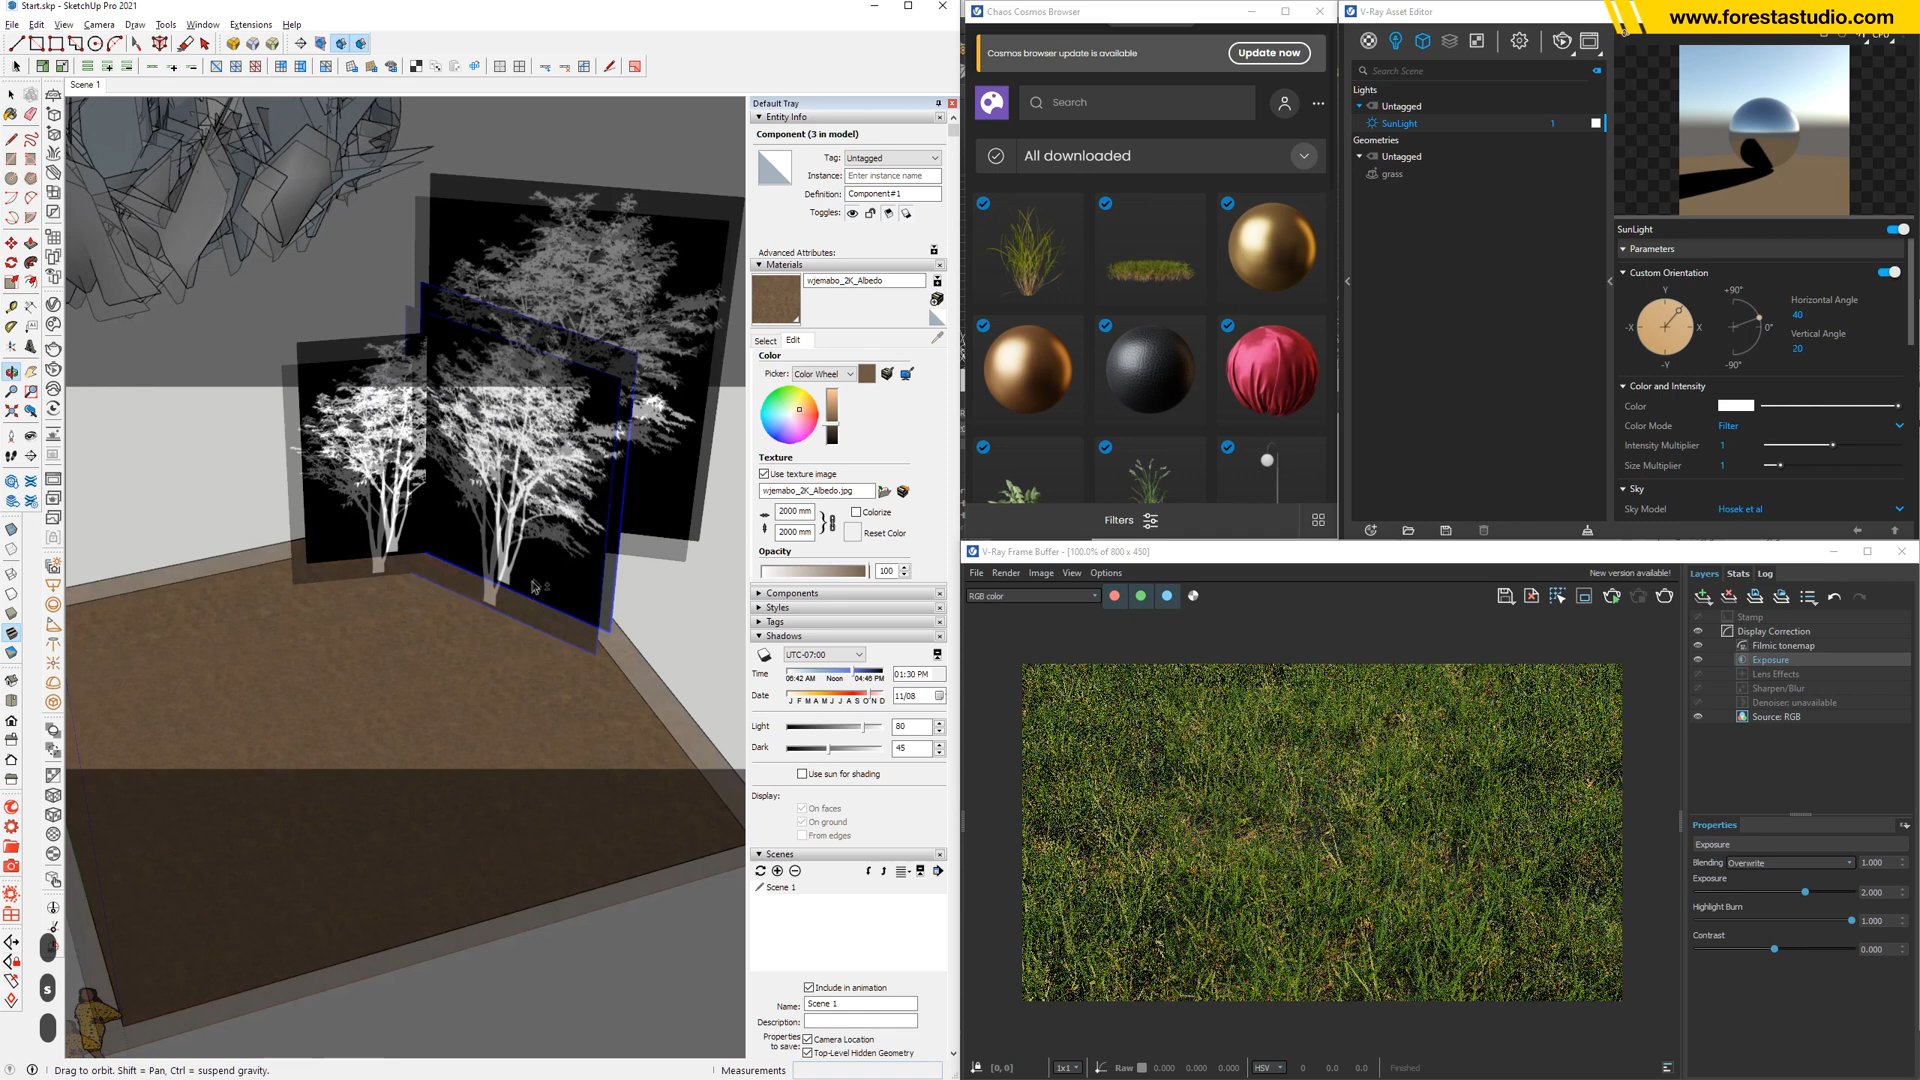 Start.skp - SketchUp Pro 2021
File Edit View Camera Draw Tools Window Extensions Help
Scene 1
Default Tray
Entity Info
Component (3 in model)
Tag: Untagged
Instance: Enter instance name
Definition: Component#1
Toggles:
Advanced Attributes:
Materials
wjemabo_2K_Albedo
Select Edit
Color
Picker: Color Wheel
Texture
Use texture image
wjemabo_2K_Albedo.jpg
2000 mm Colorize
2000 mm Reset Color
Opacity
100
Components
Styles
Tags
Shadows
UTC-07:00
Time 06:42 AM Noon 04:46 PM 01:30 PM
Date J F M A M J J A S O N D 11/08
Light 80
Dark 45
Use sun for shading
Display:
On faces
On ground
From edges
Scenes
Scene 1
Include in animation
Name: Scene 1
Description:
Properties to save: Camera Location
Top-Level Hidden Geometry
s
Drag to orbit. Shift = Pan, Ctrl = suspend gravity.
Measurements
Chaos Cosmos Browser
Cosmos browser update is available
Update now
Search
All downloaded
Filters
V-Ray Asset Editor
www.forestastudio.com
CPU
Search Scene
Lights
Untagged
SunLight 1
Geometries
Untagged
grass
SunLight
Parameters
Custom Orientation
Y
-X X
-Y
+90°
0°
-90°
Horizontal Angle
40
Vertical Angle
20
Color and Intensity
Color
Color Mode Filter
Intensity Multiplier 1
Size Multiplier 1
Sky
Sky Model Hosek et al
V-Ray Frame Buffer - [100.0% of 800 x 450]
File Render Image View Options
New version available!
RGB color
Layers Stats Log
Stamp
Display Correction
Filmic tonemap
Exposure
Lens Effects
Sharpen/Blur
Denoiser: unavailable
Source: RGB
Properties
Exposure
Blending Overwrite 1.000
Exposure
2.000
Highlight Burn
1.000
Contrast
0.000
[0, 0] 1x1 Raw 0.000 0.000 0.000 HSV 0 0.0 0.0 Finished